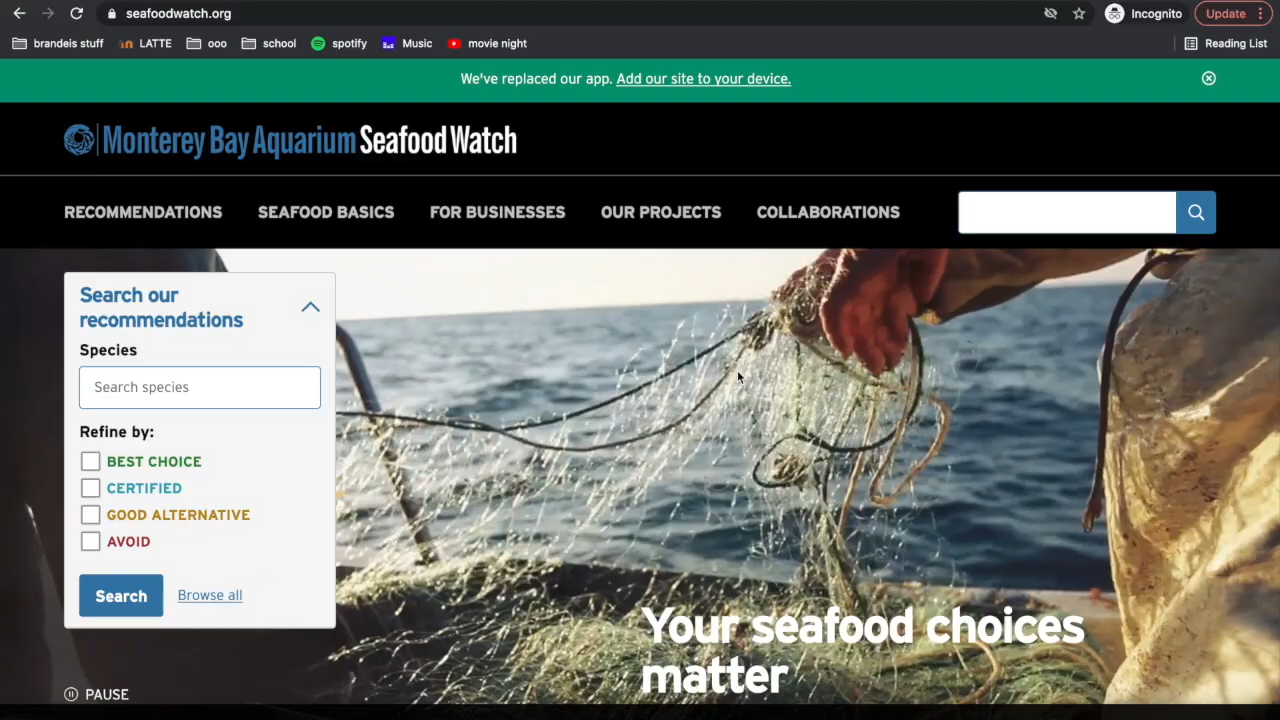 seafoodwatch.org
Incognito
Update
brandeis stuff
LATTE
ooo
school
spotify
Music
movie night
Reading List
We've replaced our app. Add our site to your device.
Monterey Bay Aquarium Seafood Watch
RECOMMENDATIONS
SEAFOOD BASICS
FOR BUSINESSES
OUR PROJECTS
COLLABORATIONS
Search our
recommendations
Species
Search species
Refine by:
BEST CHOICE
CERTIFIED
GOOD ALTERNATIVE
AVOID
Search
Browse all
Your seafood choices
matter
PAUSE